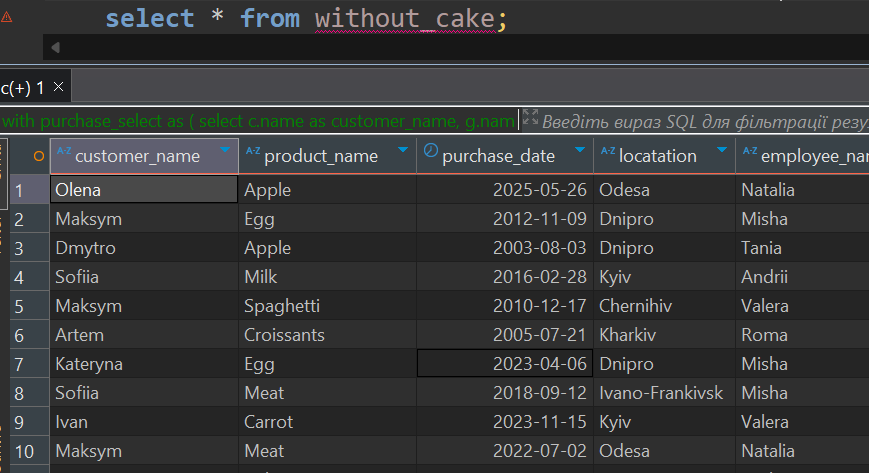 select * from without_cake;
c(+) 1 ×
with purchase_select as ( select c.name as customer_name, g.nam
Введіть вираз SQL для фільтрації резу
A-Z customer_name A-Z product_name purchase_date A-Z locatation A-Z employee_na
1 Olena Apple 2025-05-26 Odesa Natalia
2 Maksym Egg 2012-11-09 Dnipro Misha
3 Dmytro Apple 2003-08-03 Dnipro Tania
4 Sofiia Milk 2016-02-28 Kyiv Andrii
5 Maksym Spaghetti 2010-12-17 Chernihiv Valera
6 Artem Croissants 2005-07-21 Kharkiv Roma
7 Kateryna Egg 2023-04-06 Dnipro Misha
8 Sofiia Meat 2018-09-12 Ivano-Frankivsk Misha
9 Ivan Carrot 2023-11-15 Kyiv Valera
10 Maksym Meat 2022-07-02 Odesa Natalia